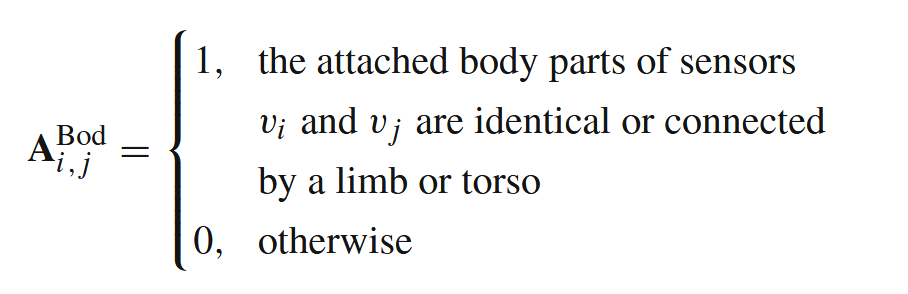 1, the attached body parts of sensors
v_i and v_j are identical or connected
A^{Bod}_{i,j} =
by a limb or torso
0, otherwise